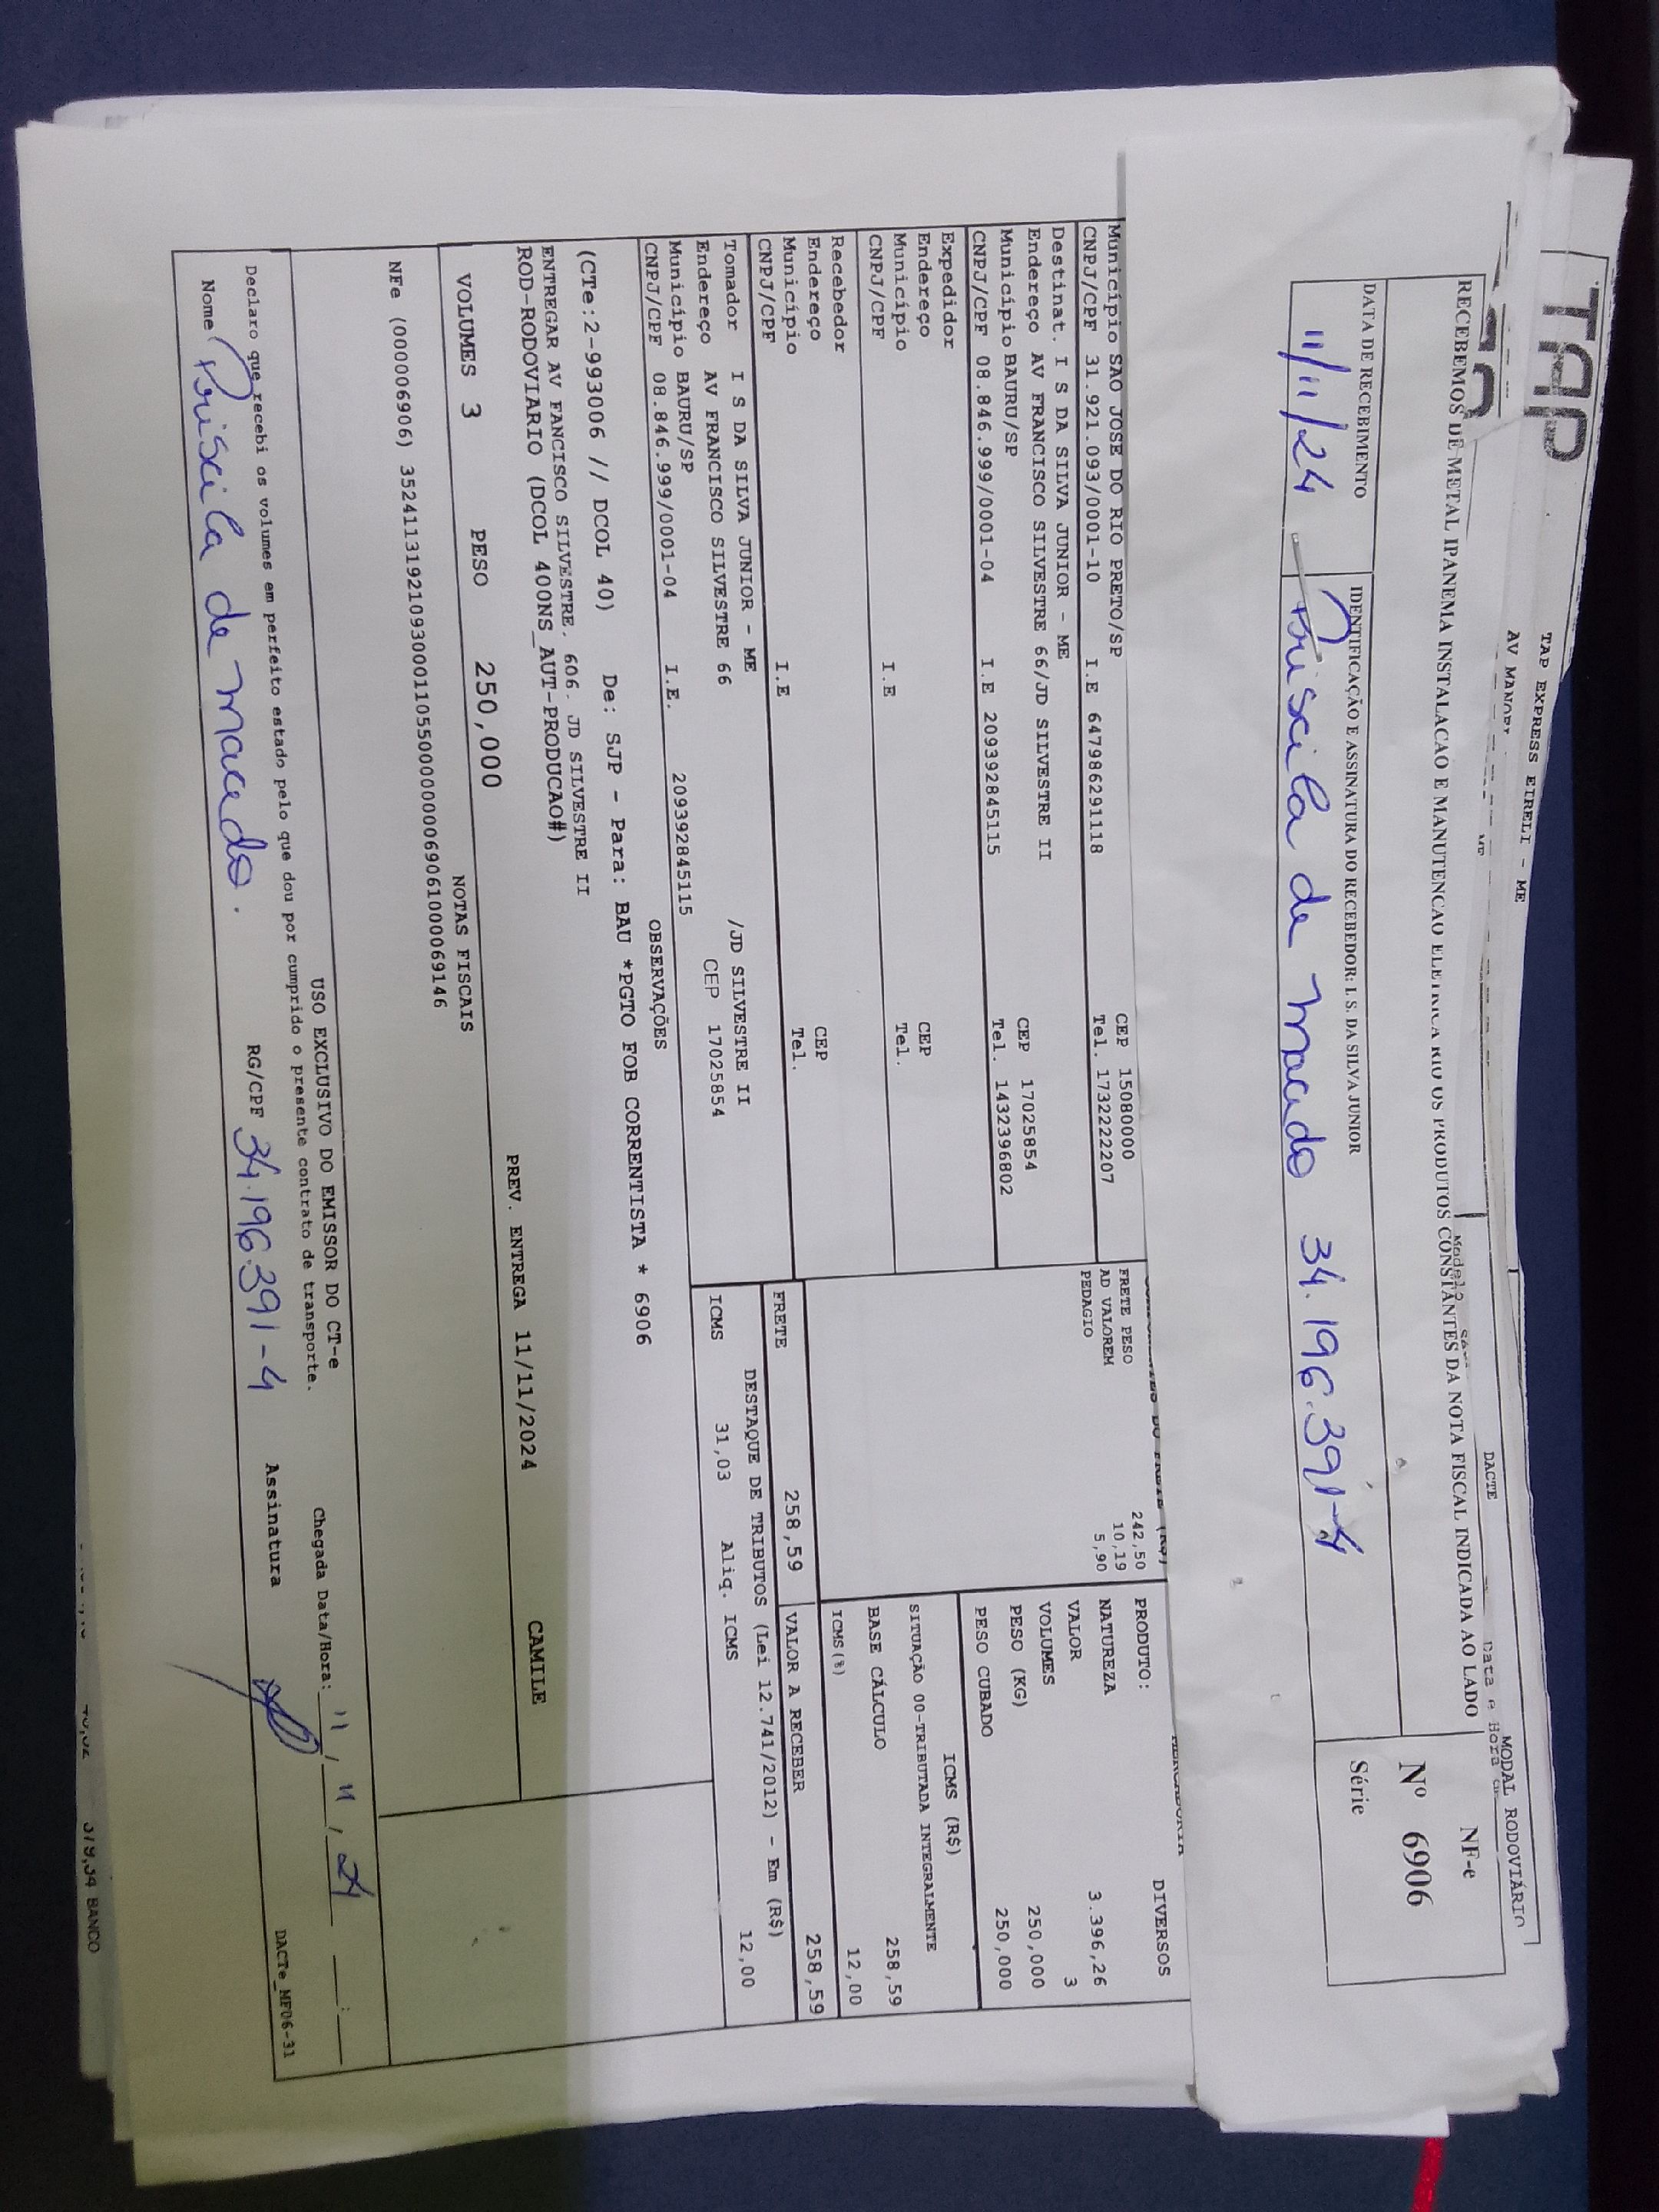 TAP
TAP EXPRESS EIRELI - ME
MODAL RODOVIÁRIO
DACTE
RECEBEMOS DE METAL IPANEMA INSTALACAO E MANUTENCAO OS PRODUTOS CONSTANTES DA NOTA FISCAL INDICADA AO LADO
NF-e
Nº 6906
Série
DATA DE RECEBIMENTO
IDENTIFICAÇÃO E ASSINATURA DO RECEBEDOR: I. S. DA SILVA JUNIOR
11/11/24
Priscila de Macedo 34.196.391-4
Município SAO JOSE DO RIO PRETO/SP CEP 15080000
CNPJ/CPF 31.921.093/0001-10 I.E 647986291118 Tel. 1732222207
Destinat. I S DA SILVA JUNIOR - ME
Endereço AV FRANCISCO SILVESTRE 66/JD SILVESTRE II
Município BAURU/SP CEP 17025854
CNPJ/CPF 08.846.999/0001-04 I.E 209392845115 Tel. 1432396802
Expedidor
Endereço
Município CEP
CNPJ/CPF I.E Tel.
Recebedor
Endereço
Município CEP
CNPJ/CPF I.E Tel.
Tomador I S DA SILVA JUNIOR - ME
Endereço AV FRANCISCO SILVESTRE 66 /JD SILVESTRE II
Município BAURU/SP CEP 17025854
CNPJ/CPF 08.846.999/0001-04 I.E. 209392845115
FRETE PESO 242,50
AD VALOREM 10,19
PEDAGIO 5,90
PRODUTO: DIVERSOS
NATUREZA
VALOR 3.396,26
VOLUMES 3
PESO (KG) 250,000
PESO CUBADO 250,000
ICMS (R$)
SITUAÇÃO 00-TRIBUTADA INTEGRALMENTE
BASE CÁLCULO 258,59
ICMS (%) 12,00
FRETE 258,59 VALOR A RECEBER 258,59
DESTAQUE DE TRIBUTOS (Lei 12.741/2012) - Em (R$)
ICMS 31,03 Aliq. ICMS 12,00
OBSERVAÇÕES
(CTe:2-993006 // DCOL 40) De: SJP - Para: BAU *PGTO FOB CORRENTISTA * 6906
ENTREGAR AV FANCISCO SILVESTRE, 606. JD SILVESTRE II
ROD-RODOVIARIO (DCOL 400NS_AUT-PRODUCAO#)
VOLUMES 3 PESO 250,000 PREV. ENTREGA 11/11/2024 CAMILE
NOTAS FISCAIS
NFe (000006906) 35241131921093000110550000000069061000069146
USO EXCLUSIVO DO EMISSOR DO CT-e
Declaro que recebi os volumes em perfeito estado pelo que dou por cumprido o presente contrato de transporte.
Chegada Data/Hora: 11/11/24 __:__
Nome Priscila de Macedo. RG/CPF 34.196.391-4 Assinatura
DACTe_MF06-31
379,34 BANCO